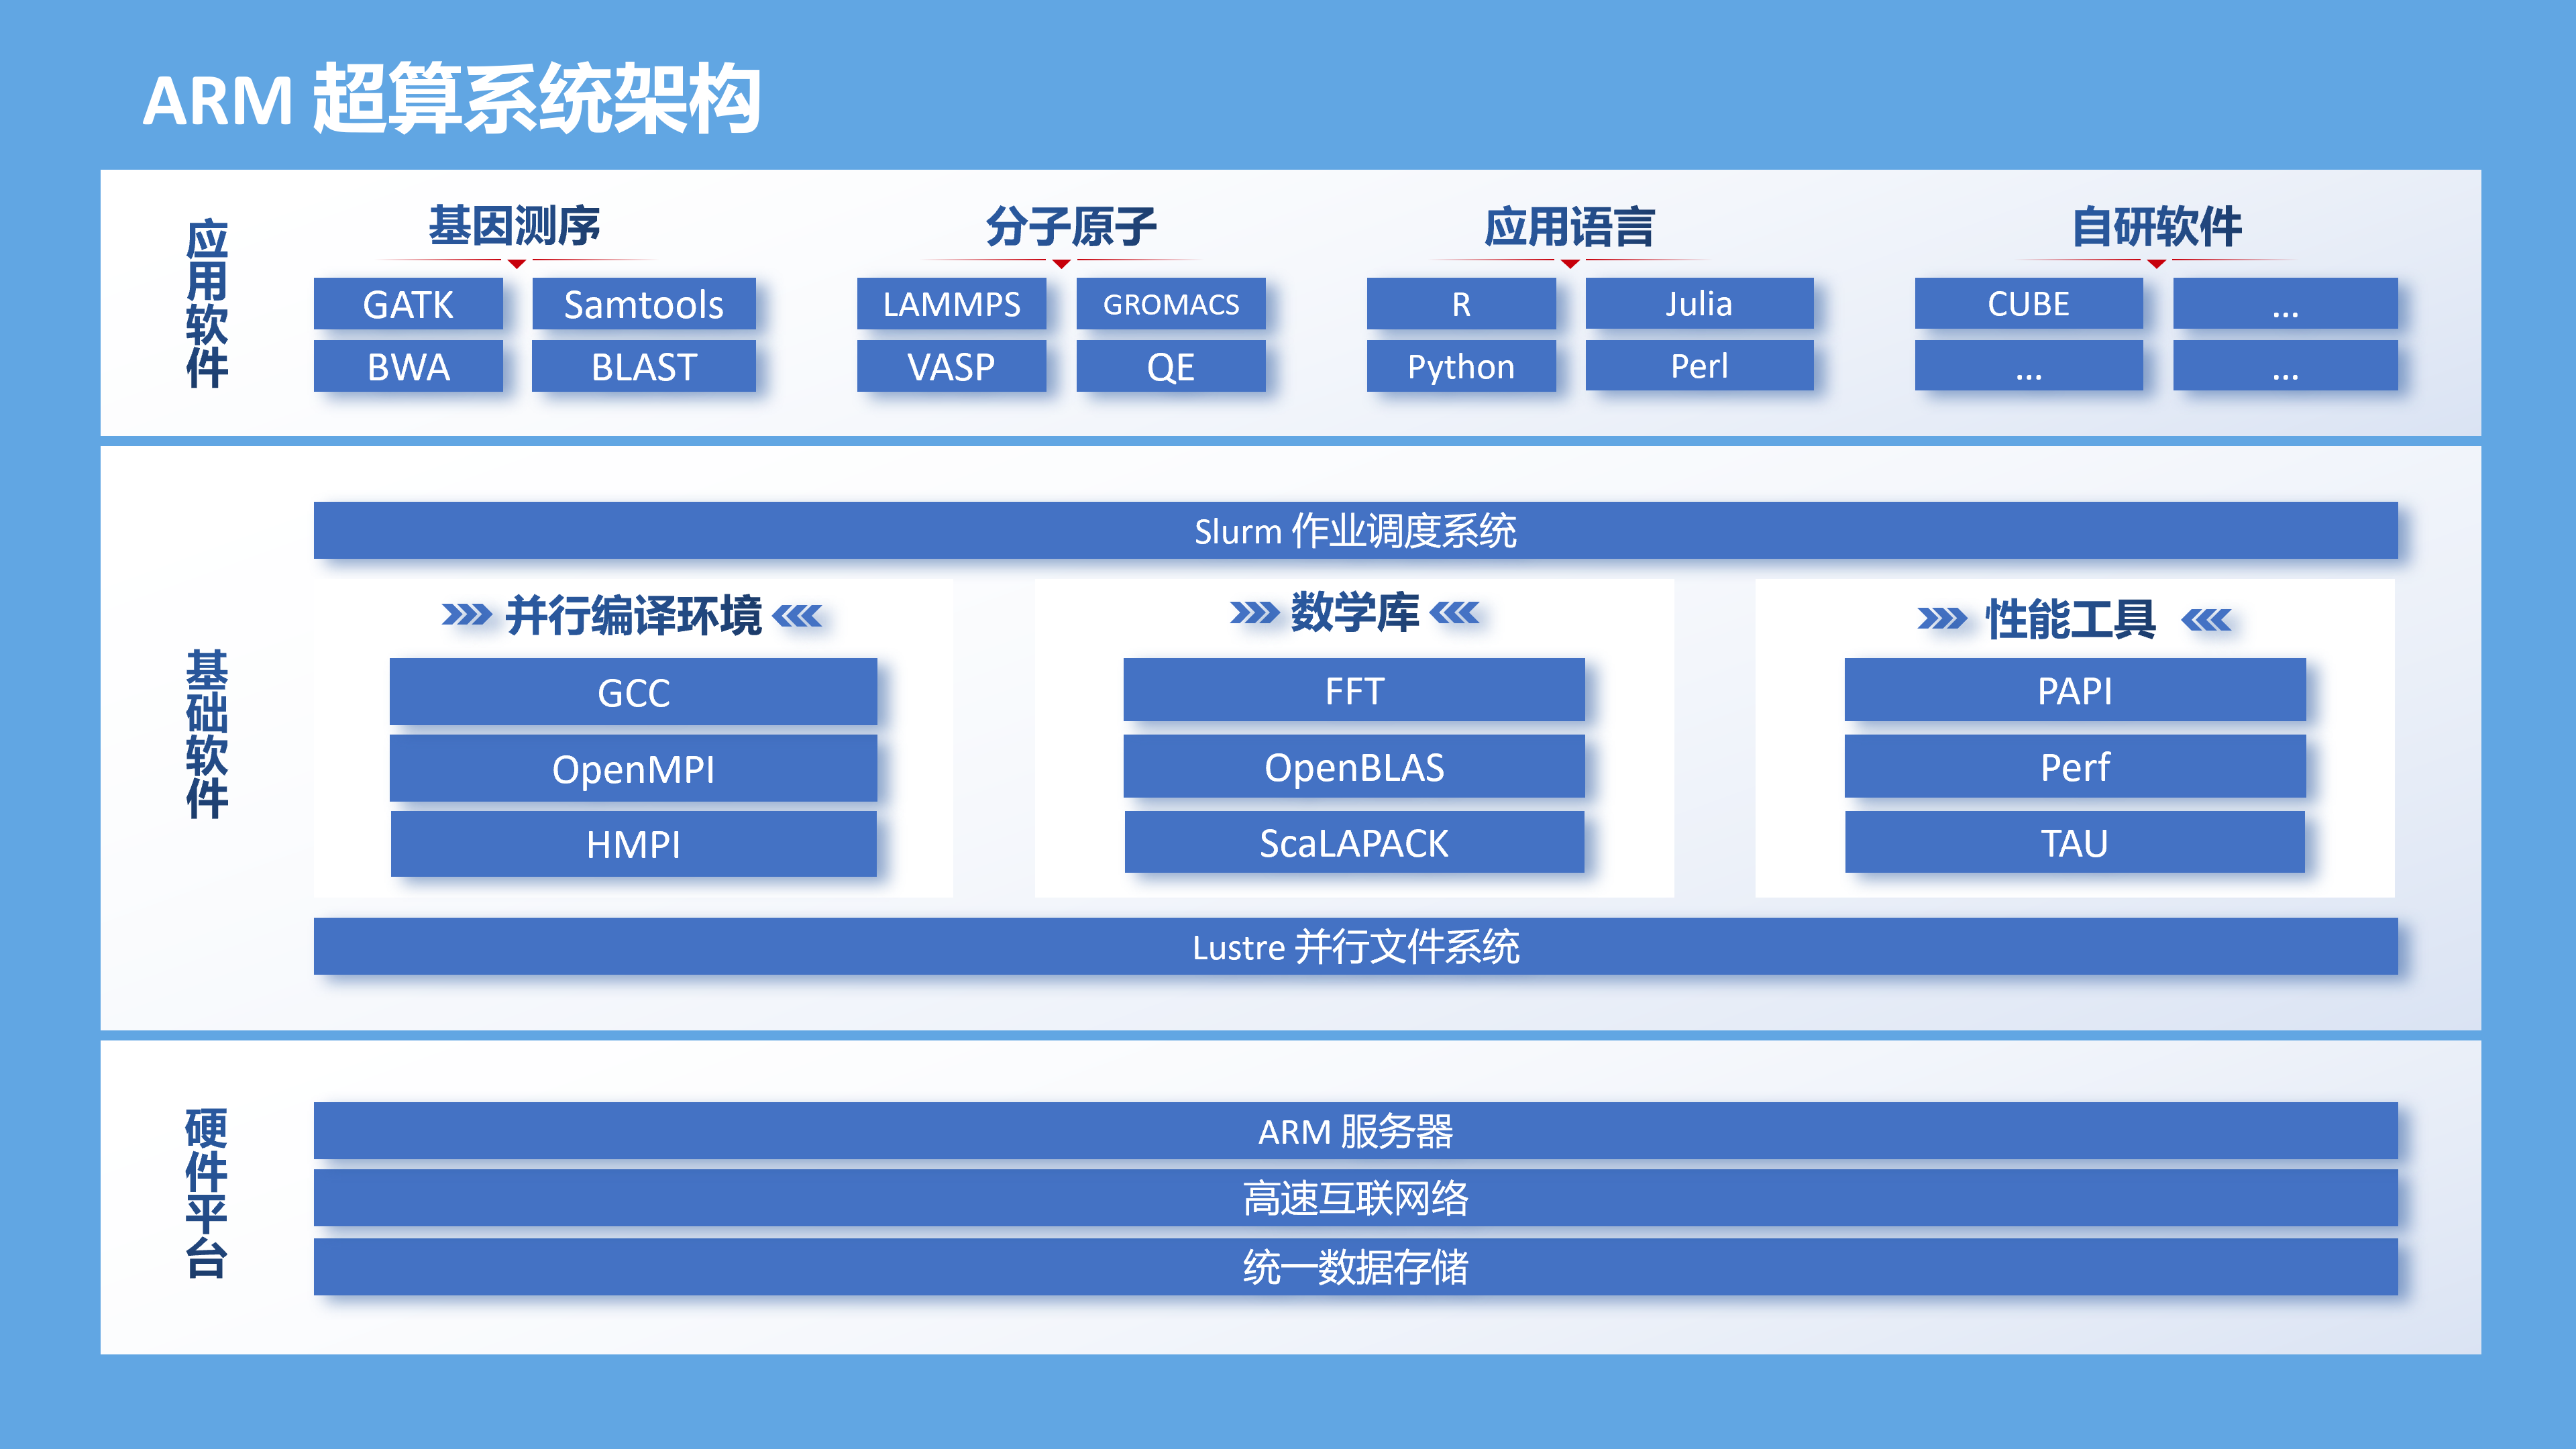 ARM 超算系统架构
应用软件
基因测序
GATK
Samtools
BWA
BLAST
分子原子
LAMMPS
GROMACS
VASP
QE
应用语言
R
Julia
Python
Perl
自研软件
CUBE
...
...
...
基础软件
Slurm 作业调度系统
并行编译环境
GCC
OpenMPI
HMPI
数学库
FFT
OpenBLAS
ScaLAPACK
性能工具
PAPI
Perf
TAU
Lustre 并行文件系统
硬件平台
ARM 服务器
高速互联网络
统一数据存储